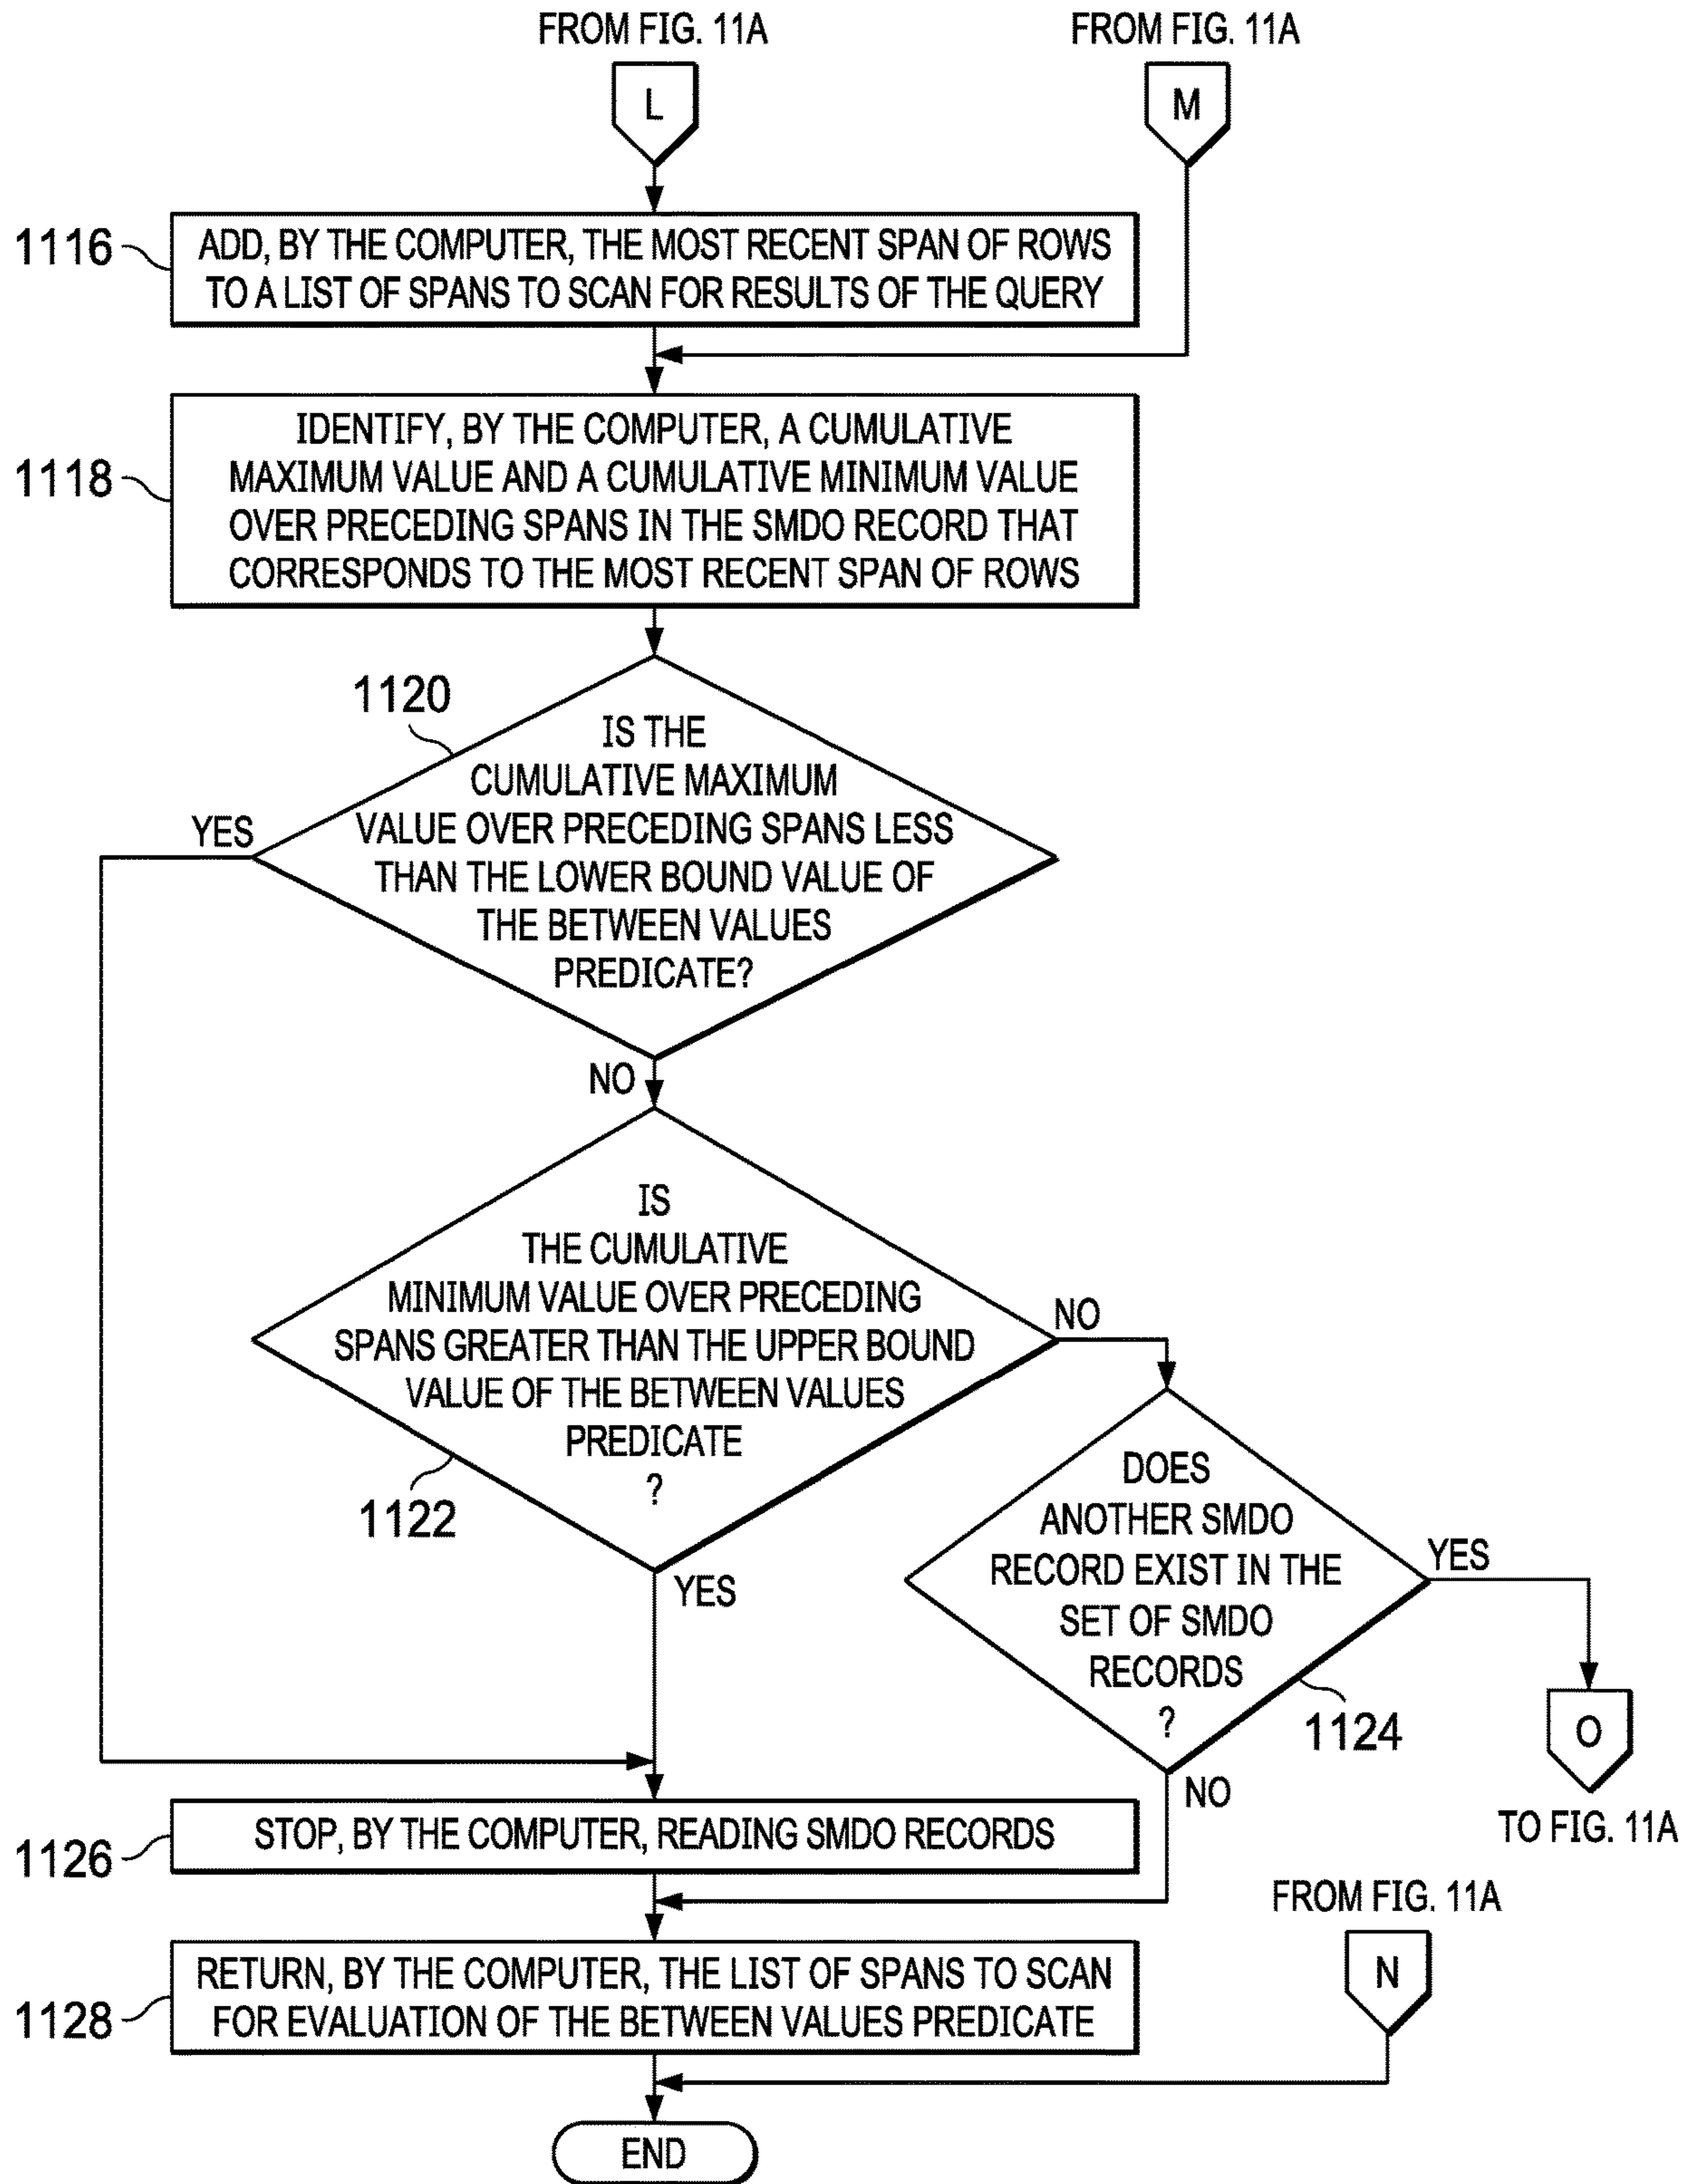 FROM FIG. 11A
FROM FIG. 11A
L
M
1116
ADD, BY THE COMPUTER, THE MOST RECENT SPAN OF ROWS
TO A LIST OF SPANS TO SCAN FOR RESULTS OF THE QUERY
1118
IDENTIFY, BY THE COMPUTER, A CUMULATIVE
MAXIMUM VALUE AND A CUMULATIVE MINIMUM VALUE
OVER PRECEDING SPANS IN THE SMDO RECORD THAT
CORRESPONDS TO THE MOST RECENT SPAN OF ROWS
1120
IS THE
CUMULATIVE MAXIMUM
VALUE OVER PRECEDING SPANS LESS
THAN THE LOWER BOUND VALUE OF
THE BETWEEN VALUES
PREDICATE?
YES
NO
IS
THE CUMULATIVE
MINIMUM VALUE OVER PRECEDING
SPANS GREATER THAN THE UPPER BOUND
VALUE OF THE BETWEEN VALUES
PREDICATE
?
1122
NO
YES
DOES
ANOTHER SMDO
RECORD EXIST IN THE
SET OF SMDO
RECORDS
?
1124
YES
NO
O
TO FIG. 11A
1126
STOP, BY THE COMPUTER, READING SMDO RECORDS
FROM FIG. 11A
N
1128
RETURN, BY THE COMPUTER, THE LIST OF SPANS TO SCAN
FOR EVALUATION OF THE BETWEEN VALUES PREDICATE
END